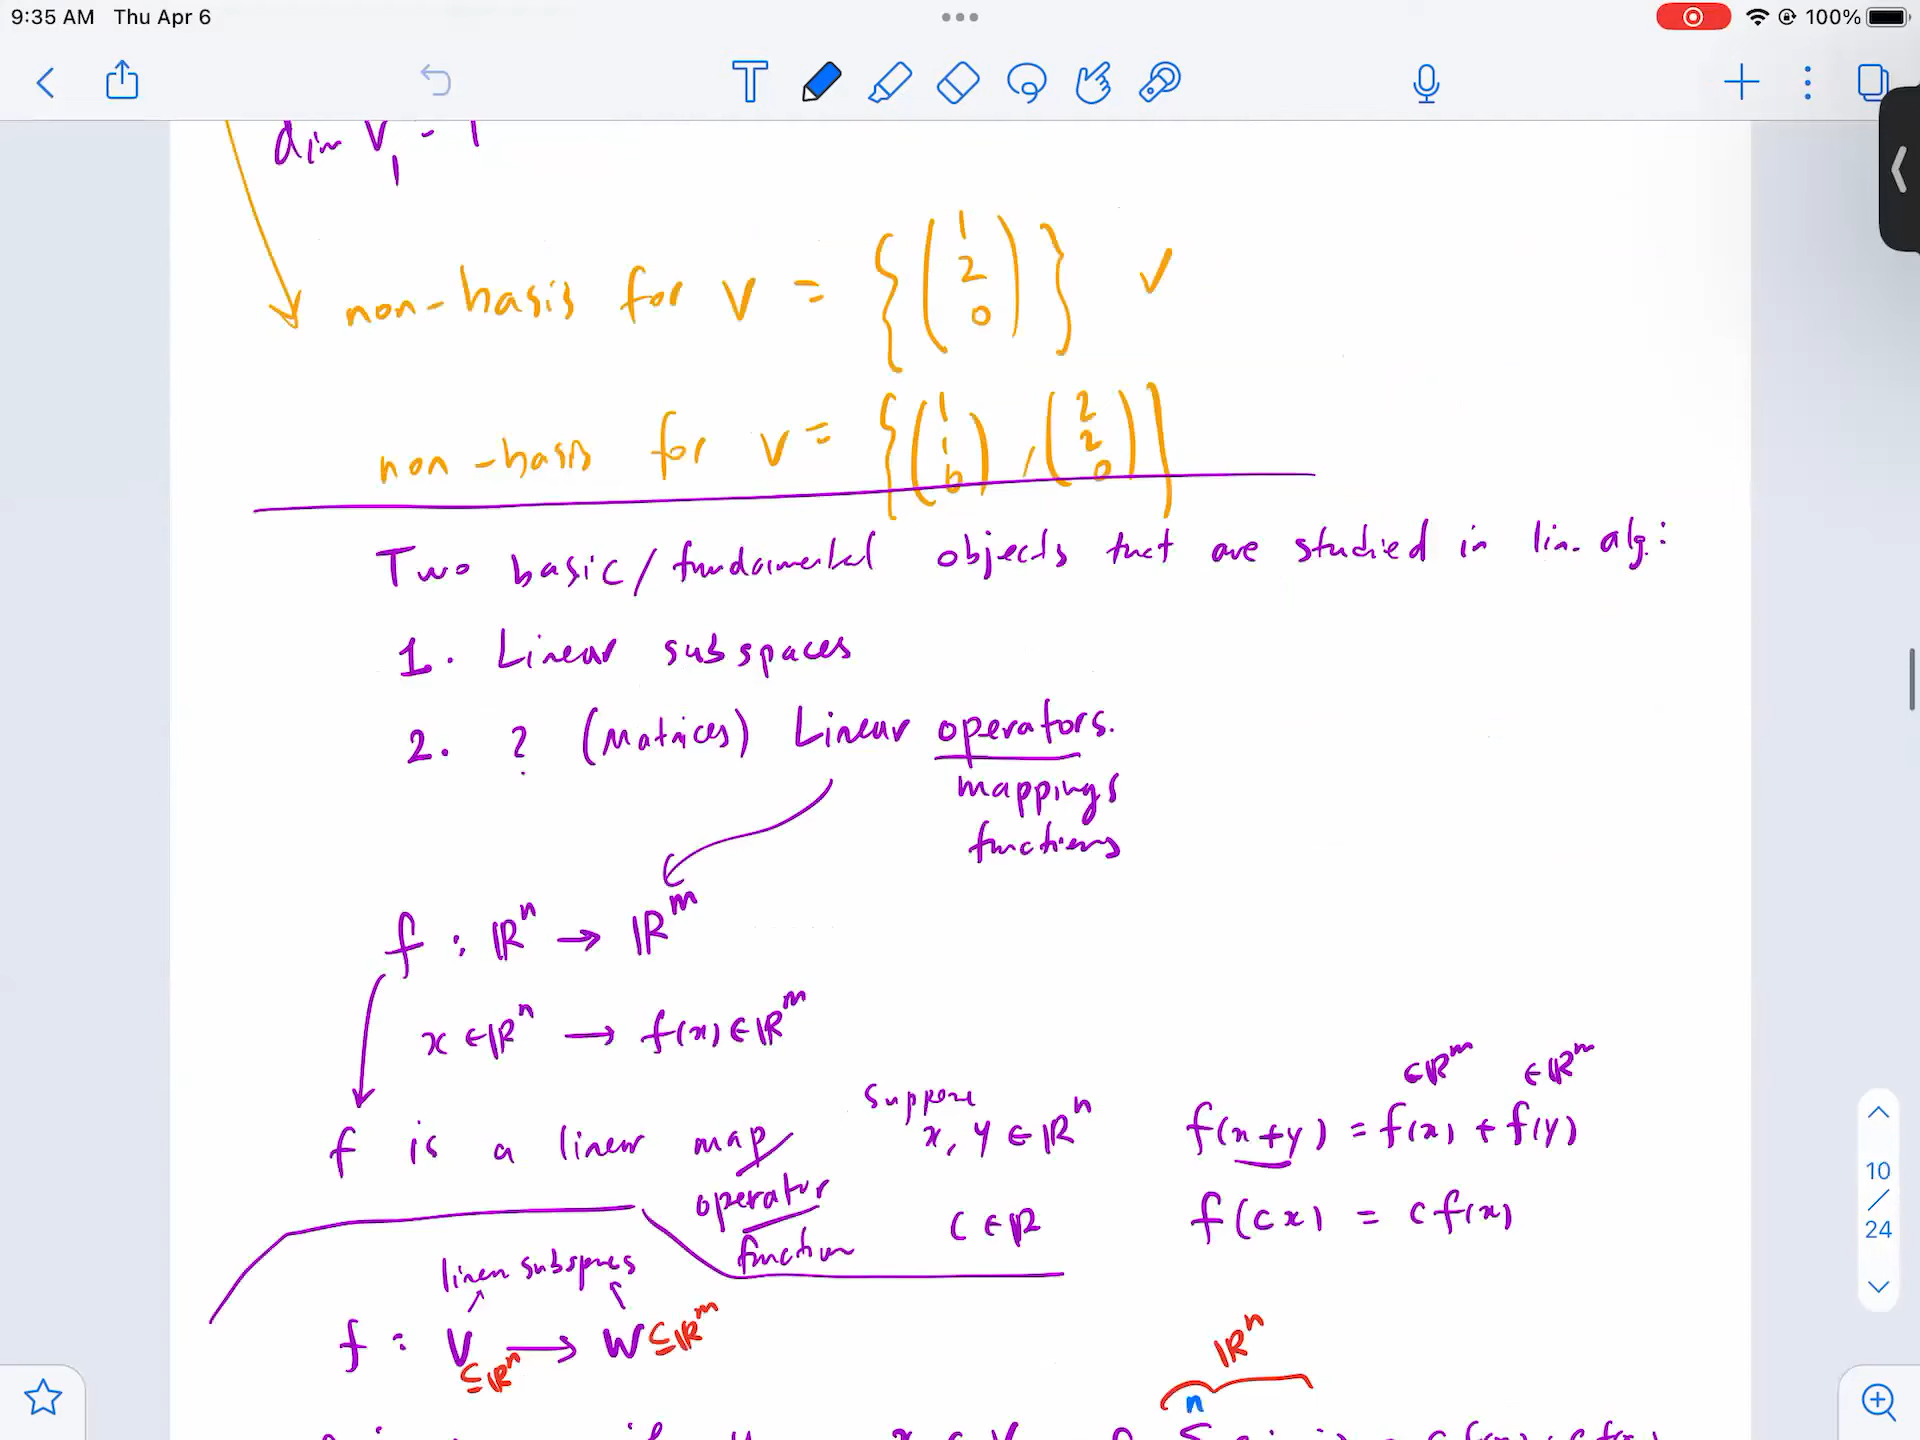 9:35 AM Thu Apr 6
100%
dim V₁ = 1
non-basis for V = {(1 2 0)} ✓
non-basis for V = {(1 1 0), (2 2 0)}
Two basic/fundamental objects that are studied in lin. alg:
1. Linear subspaces
2. ? (Matrices) Linear operators.
mappings
functions
f : ℝⁿ → ℝᵐ
x ∈ ℝⁿ → f(x) ∈ ℝᵐ
f is a linear map
operator
function
Suppose
x, y ∈ ℝⁿ
c ∈ ℝ
∈ ℝᵐ ∈ ℝᵐ
f(x+y) = f(x) + f(y)
f(cx) = c f(x)
linear subspaces
f : V → W ⊆ ℝᵐ
⊆ ℝⁿ
ℝⁿ
n
10
/
24